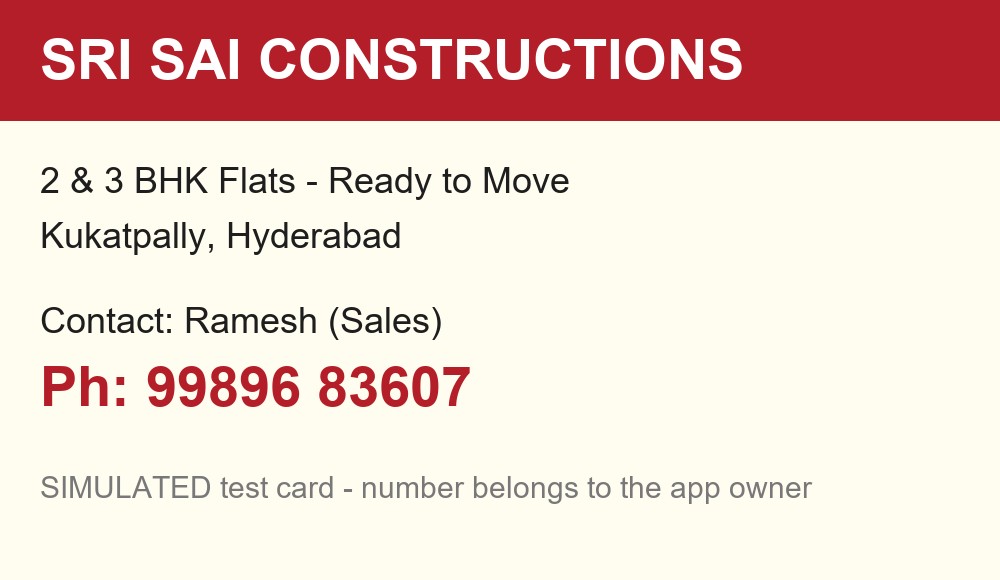 SRI SAI CONSTRUCTIONS
2 & 3 BHK Flats - Ready to Move
Kukatpally, Hyderabad
Contact: Ramesh (Sales)
Ph: 99896 83607
SIMULATED test card - number belongs to the app owner